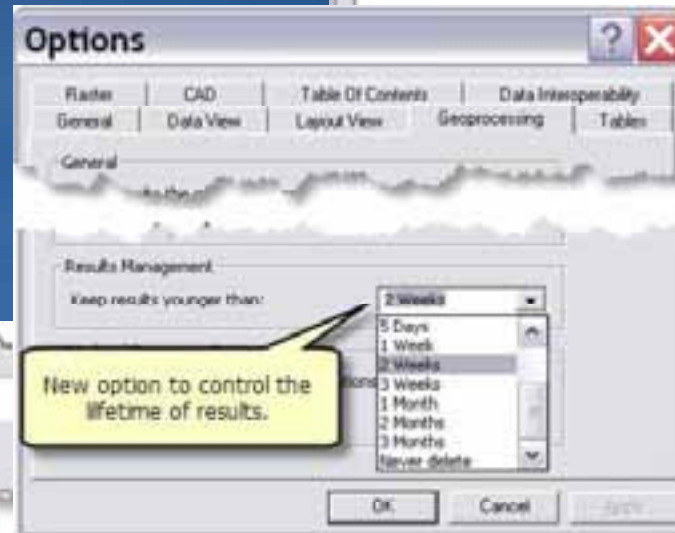 Options
Raster CAD Table Of Contents Data Interoperability
General Data View Layout View Geoprocessing Tables
General
Results Management
Keep results younger than: 2 Weeks
5 Days
1 Week
2 Weeks
3 Weeks
1 Month
2 Months
3 Months
Never delete
New option to control the
lifetime of results.
OK Cancel Apply